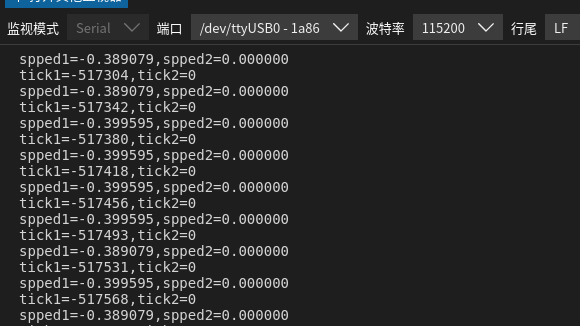 监视模式 Serial 端口 /dev/ttyUSB0 - 1a86 波特率 115200 行尾 LF
spped1=-0.389079,spped2=0.000000
tick1=-517304,tick2=0
spped1=-0.389079,spped2=0.000000
tick1=-517342,tick2=0
spped1=-0.399595,spped2=0.000000
tick1=-517380,tick2=0
spped1=-0.399595,spped2=0.000000
tick1=-517418,tick2=0
spped1=-0.399595,spped2=0.000000
tick1=-517456,tick2=0
spped1=-0.399595,spped2=0.000000
tick1=-517493,tick2=0
spped1=-0.389079,spped2=0.000000
tick1=-517531,tick2=0
spped1=-0.399595,spped2=0.000000
tick1=-517568,tick2=0
spped1=-0.389079,spped2=0.000000